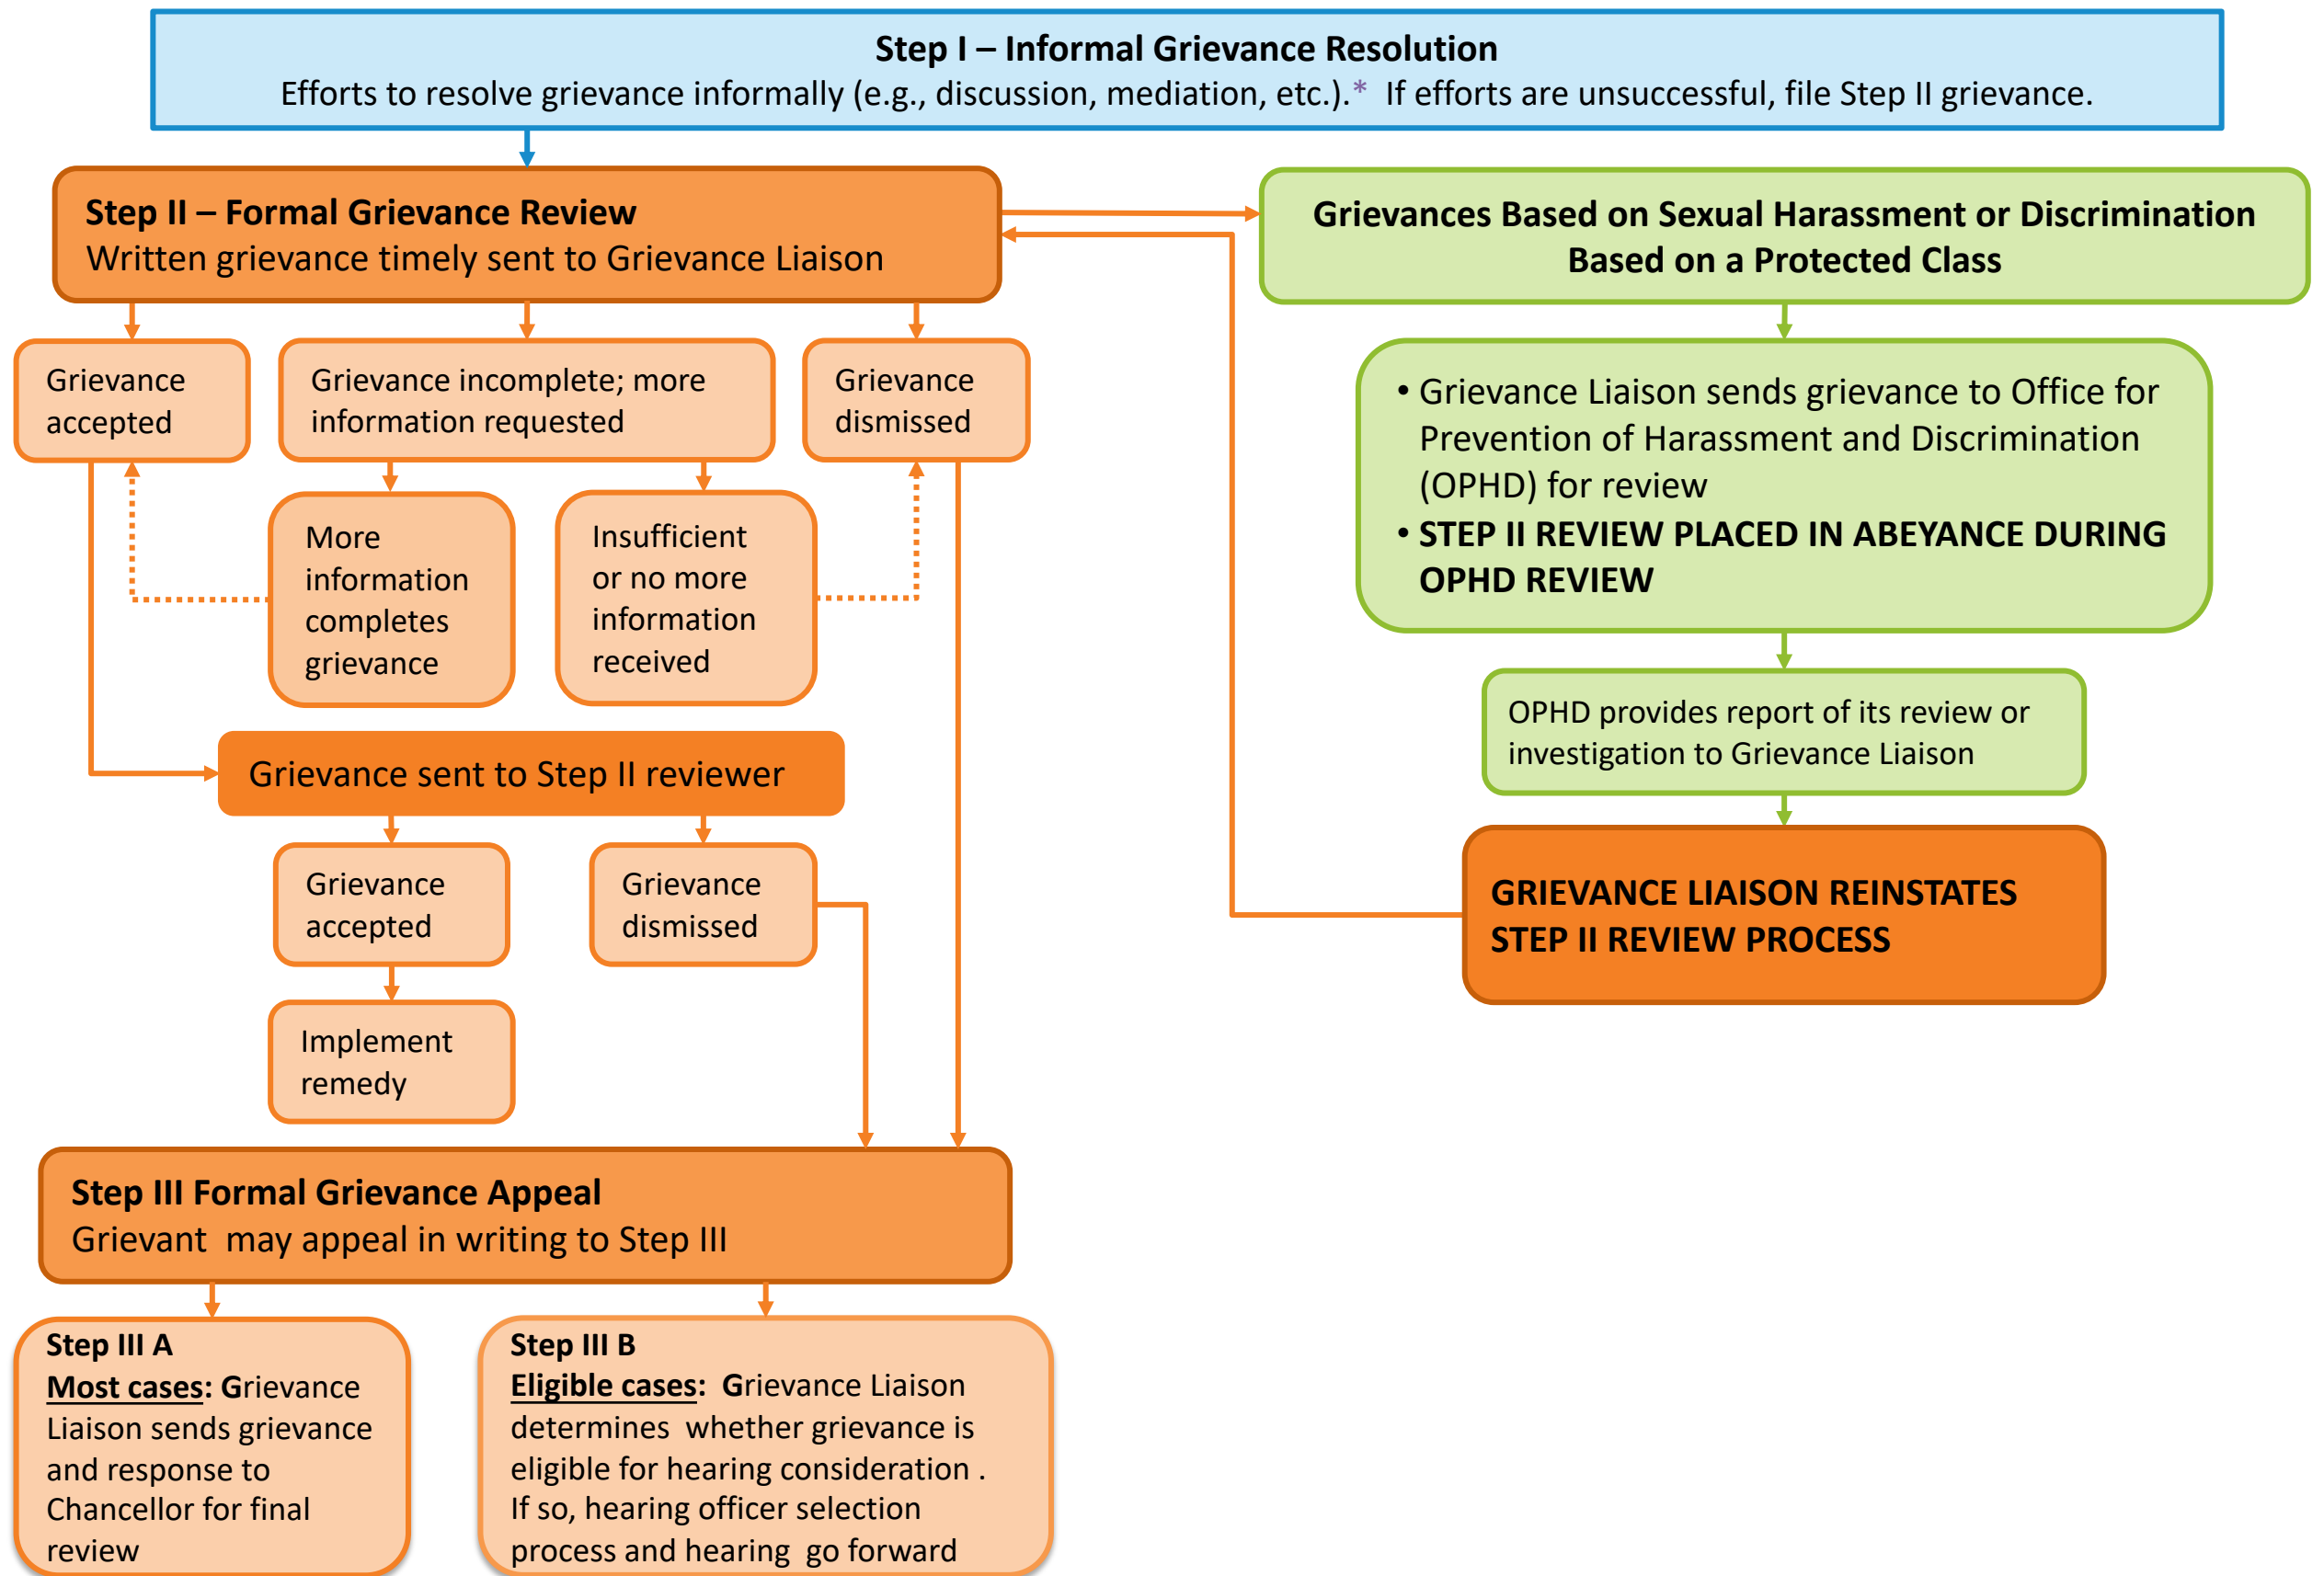 Step I – Informal Grievance Resolution
Efforts to resolve grievance informally (e.g., discussion, mediation, etc.).* If efforts are unsuccessful, file Step II grievance.
Step II – Formal Grievance Review
Written grievance timely sent to Grievance Liaison
Grievances Based on Sexual Harassment or Discrimination
Based on a Protected Class
Grievance
accepted
Grievance incomplete; more
information requested
Grievance
dismissed
• Grievance Liaison sends grievance to Office for
Prevention of Harassment and Discrimination
(OPHD) for review
• STEP II REVIEW PLACED IN ABEYANCE DURING
OPHD REVIEW
More
information
completes
grievance
Insufficient
or no more
information
received
OPHD provides report of its review or
investigation to Grievance Liaison
Grievance sent to Step II reviewer
Grievance
accepted
Grievance
dismissed
GRIEVANCE LIAISON REINSTATES
STEP II REVIEW PROCESS
Implement
remedy
Step III Formal Grievance Appeal
Grievant may appeal in writing to Step III
Step III A
Most cases: Grievance
Liaison sends grievance
and response to
Chancellor for final
review
Step III B
Eligible cases: Grievance Liaison
determines whether grievance is
eligible for hearing consideration .
If so, hearing officer selection
process and hearing go forward